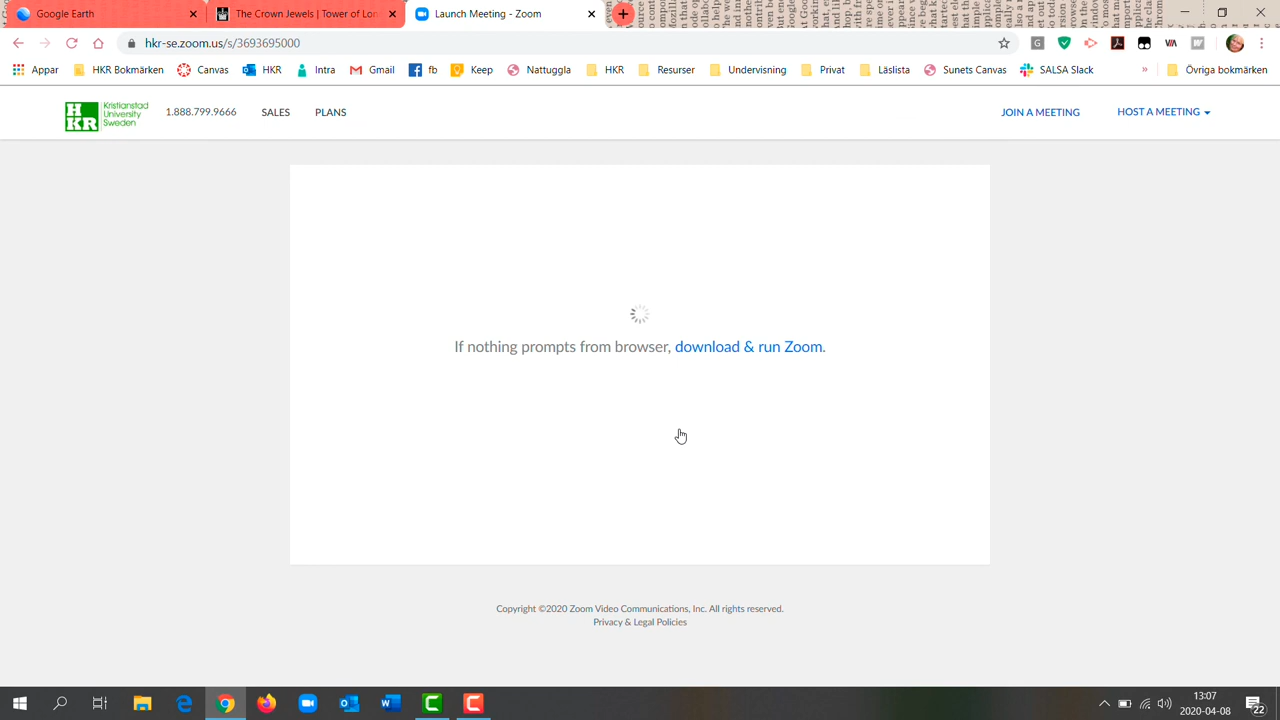 Google Earth
The Crown Jewels | Tower of Lon
Launch Meeting - Zoom
hkr-se.zoom.us/s/3693695000
Appar
HKR Bokmärken
Canvas
HKR
Intra
Gmail
fb
Keep
Nattuggla
HKR
Resurser
Undervisning
Privat
Läslista
Sunets Canvas
SALSA Slack
»
Övriga bokmärken
HKR
Kristianstad
University
Sweden
1.888.799.9666
SALES
PLANS
JOIN A MEETING
HOST A MEETING
If nothing prompts from browser, download & run Zoom.
Copyright ©2020 Zoom Video Communications, Inc. All rights reserved.
Privacy & Legal Policies
13:07
2020-04-08
22